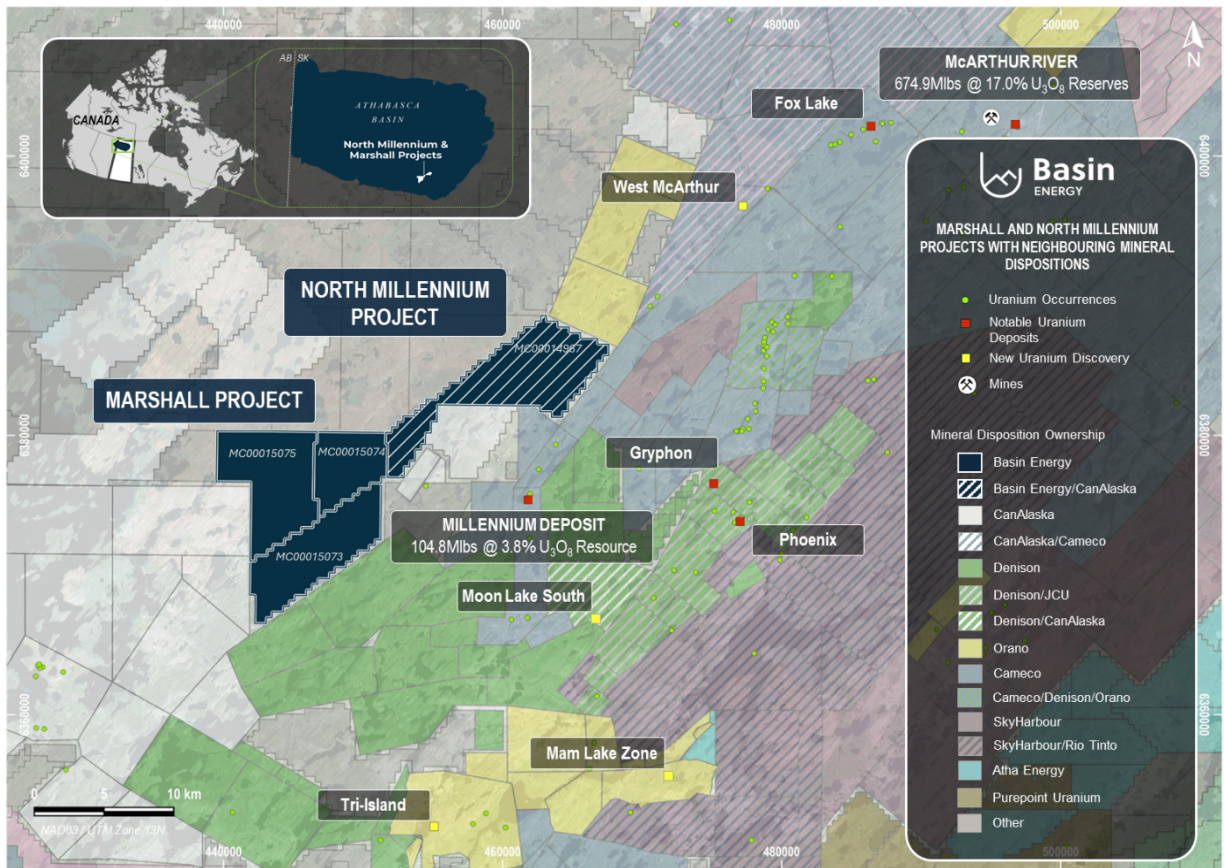 440000
460000
480000
500000
N
AB
SK
CANADA
ATHABASCA
BASIN
North Millennium &
Marshall Projects
McARTHUR RIVER
674.9Mlbs @ 17.0% U₃O₈ Reserves
Fox Lake
West McArthur
6400000
6400000
NORTH MILLENNIUM
PROJECT
MC00014967
MARSHALL PROJECT
6380000
6380000
MC00015075
MC00015074
MC00015073
Gryphon
MILLENNIUM DEPOSIT
104.8Mlbs @ 3.8% U₃O₈ Resource
Phoenix
Moon Lake South
6360000
6360000
Mam Lake Zone
Tri-Island
0
5
10 km
NAD83 / UTM Zone 13N
440000
460000
480000
500000
Basin
ENERGY
MARSHALL AND NORTH MILLENNIUM
PROJECTS WITH NEIGHBOURING MINERAL
DISPOSITIONS
Uranium Occurrences
Notable Uranium
Deposits
New Uranium Discovery
Mines
Mineral Disposition Ownership
Basin Energy
Basin Energy/CanAlaska
CanAlaska
CanAlaska/Cameco
Denison
Denison/JCU
Denison/CanAlaska
Orano
Cameco
Cameco/Denison/Orano
SkyHarbour
SkyHarbour/Rio Tinto
Atha Energy
Purepoint Uranium
Other